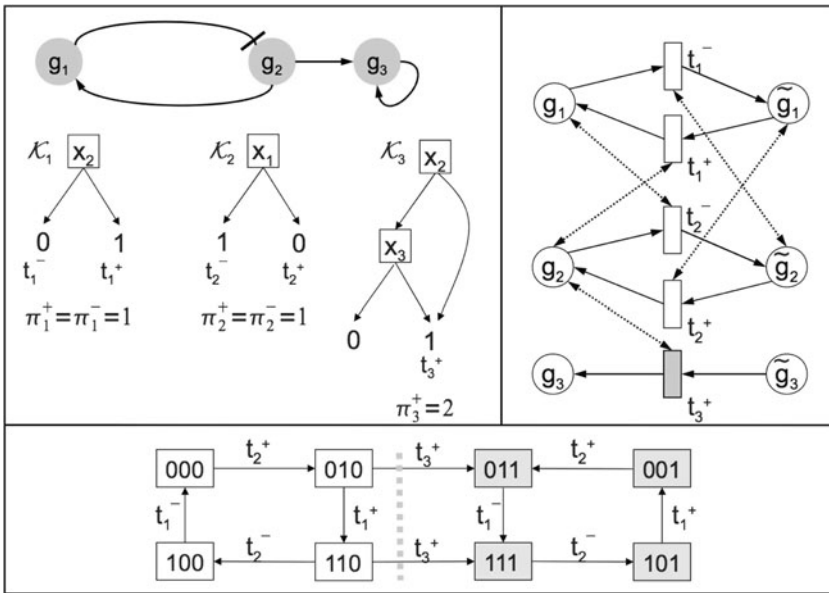 g₁ g₂ g₃
𝒦₁ x₂ 𝒦₂ x₁ 𝒦₃ x₂
0 1 1 0 x₃
t₁⁻ t₁⁺ t₂⁻ t₂⁺
π₁⁺=π₁⁻=1 π₂⁺=π₂⁻=1
0 1
t₃⁺
π₃⁺=2
t₁⁻
g₁ g̃₁
t₁⁺
t₂⁻
g₂ g̃₂
t₂⁺
g₃ g̃₃
t₃⁺
t₂⁺ t₃⁺ t₂⁺
000 010 011 001
t₁⁻ t₁⁺ t₁⁻ t₁⁺
100 t₂⁻ 110 t₃⁺ 111 t₂⁻ 101